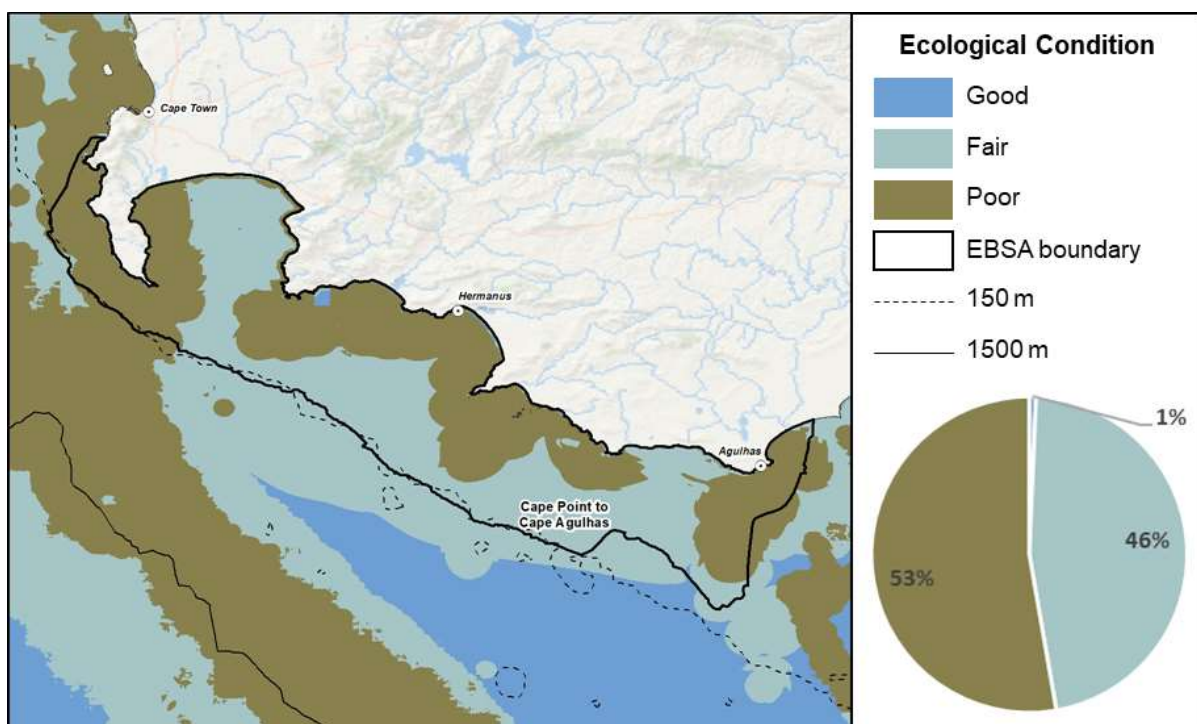 Cape Town
Hermanus
Agulhas
Cape Point to
Cape Agulhas
Ecological Condition
Good
Fair
Poor
EBSA boundary
150 m
1500 m
1%
46%
53%